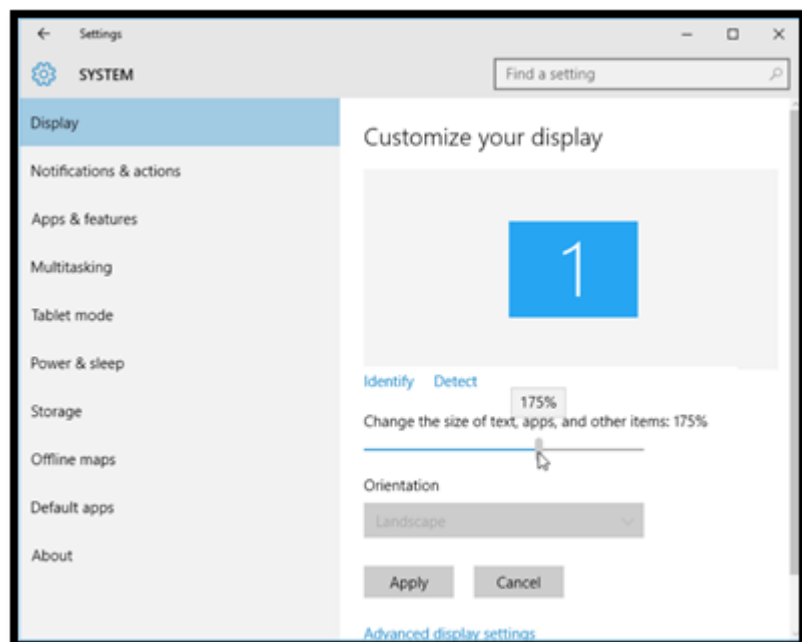 Settings
SYSTEM
Find a setting
Display
Notifications & actions
Apps & features
Multitasking
Tablet mode
Power & sleep
Storage
Offline maps
Default apps
About
Customize your display
1
Identify Detect
175%
Change the size of text, apps, and other items: 175%
Orientation
Landscape
Apply Cancel
Advanced display settings